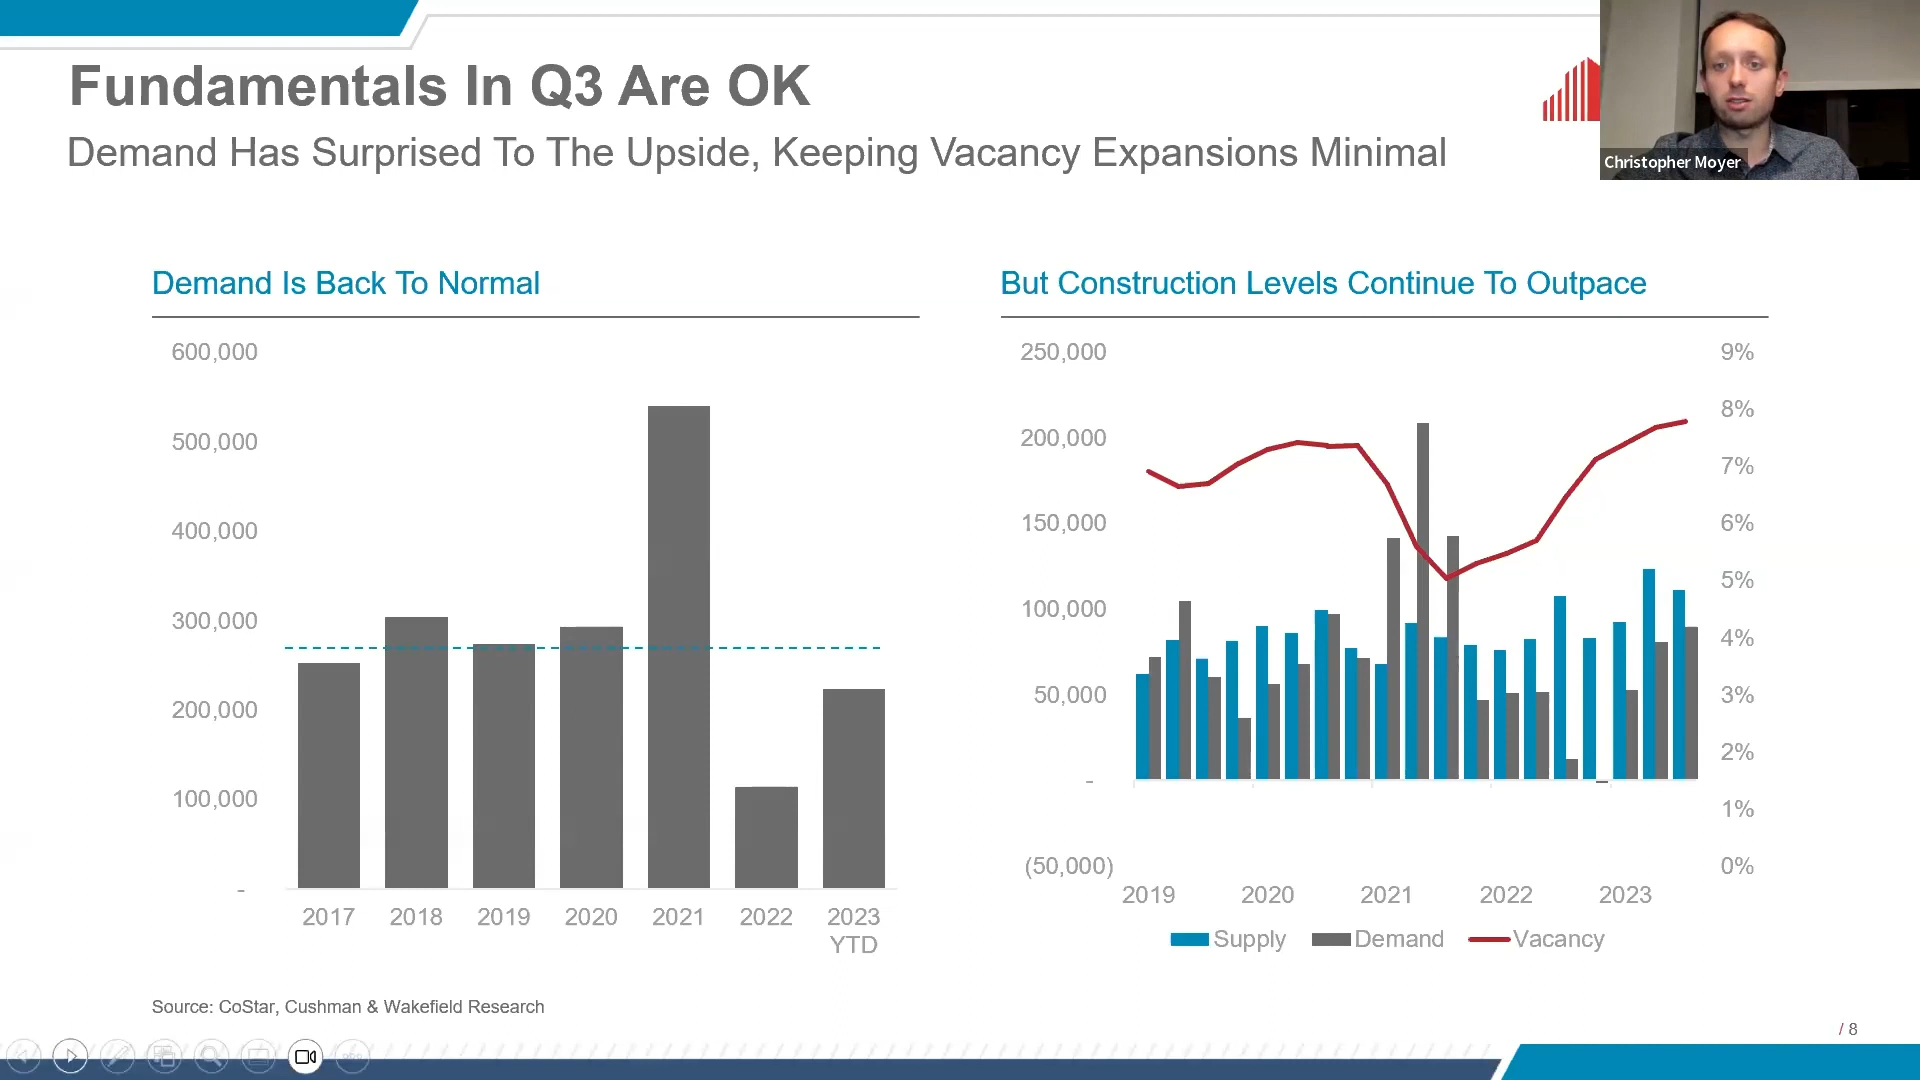 Fundamentals In Q3 Are OK
Demand Has Surprised To The Upside, Keeping Vacancy Expansions Minimal
Christopher Moyer
Demand Is Back To Normal
600,000
500,000
400,000
300,000
200,000
100,000
-
2017 2018 2019 2020 2021 2022 2023
YTD
But Construction Levels Continue To Outpace
250,000 9%
8%
200,000
7%
150,000 6%
5%
100,000
4%
50,000 3%
2%
-
1%
(50,000) 0%
2019 2020 2021 2022 2023
Supply Demand Vacancy
Source: CoStar, Cushman & Wakefield Research
/ 8